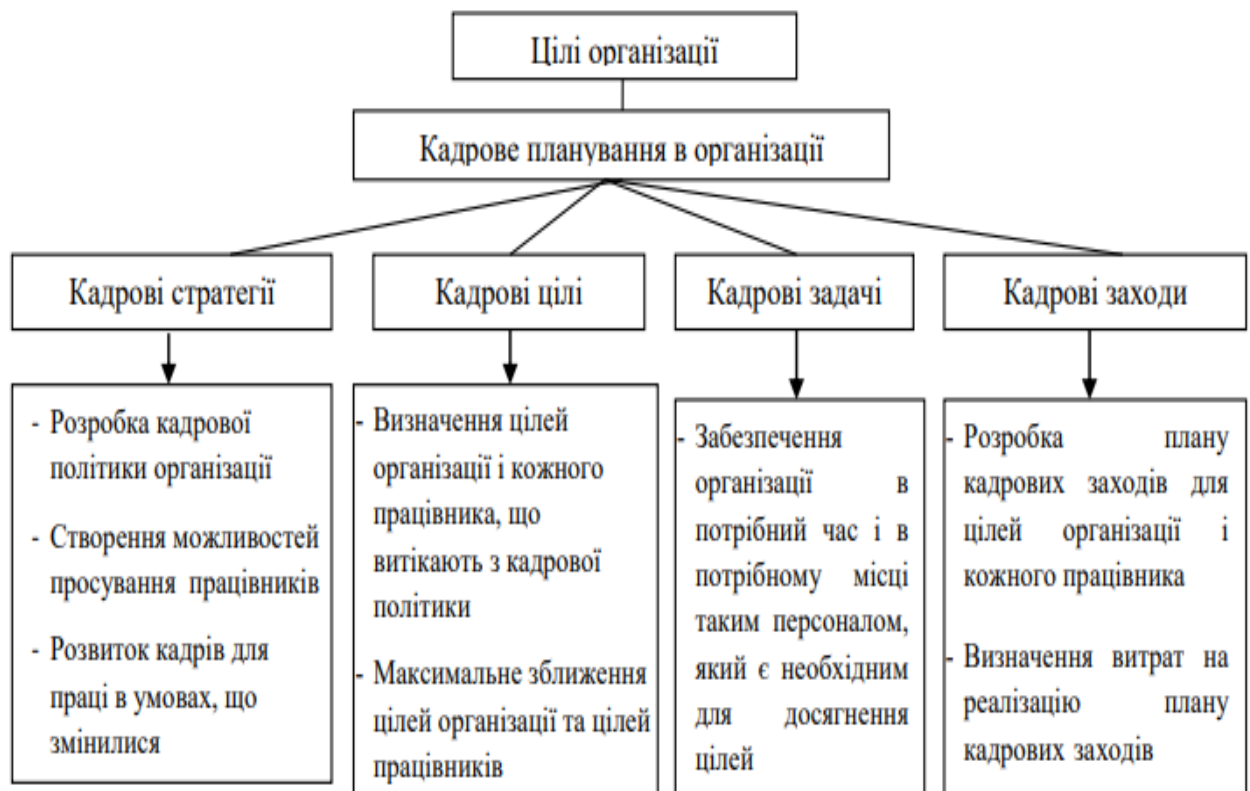 Цілі організації
Кадрове планування в організації
Кадрові стратегії
Кадрові цілі
Кадрові задачі
Кадрові заходи
- Розробка кадрової
політики організації
- Створення можливостей
просування працівників
- Розвиток кадрів для
праці в умовах, що
змінилися
- Визначення цілей
організації і кожного
працівника, що
витікають з кадрової
політики
- Максимальне зближення
цілей організації та цілей
працівників
- Забезпечення
організації в
потрібний час і в
потрібному місці
таким персоналом,
який є необхідним
для досягнення
цілей
- Розробка плану
кадрових заходів для
цілей організації і
кожного працівника
- Визначення витрат на
реалізацію плану
кадрових заходів